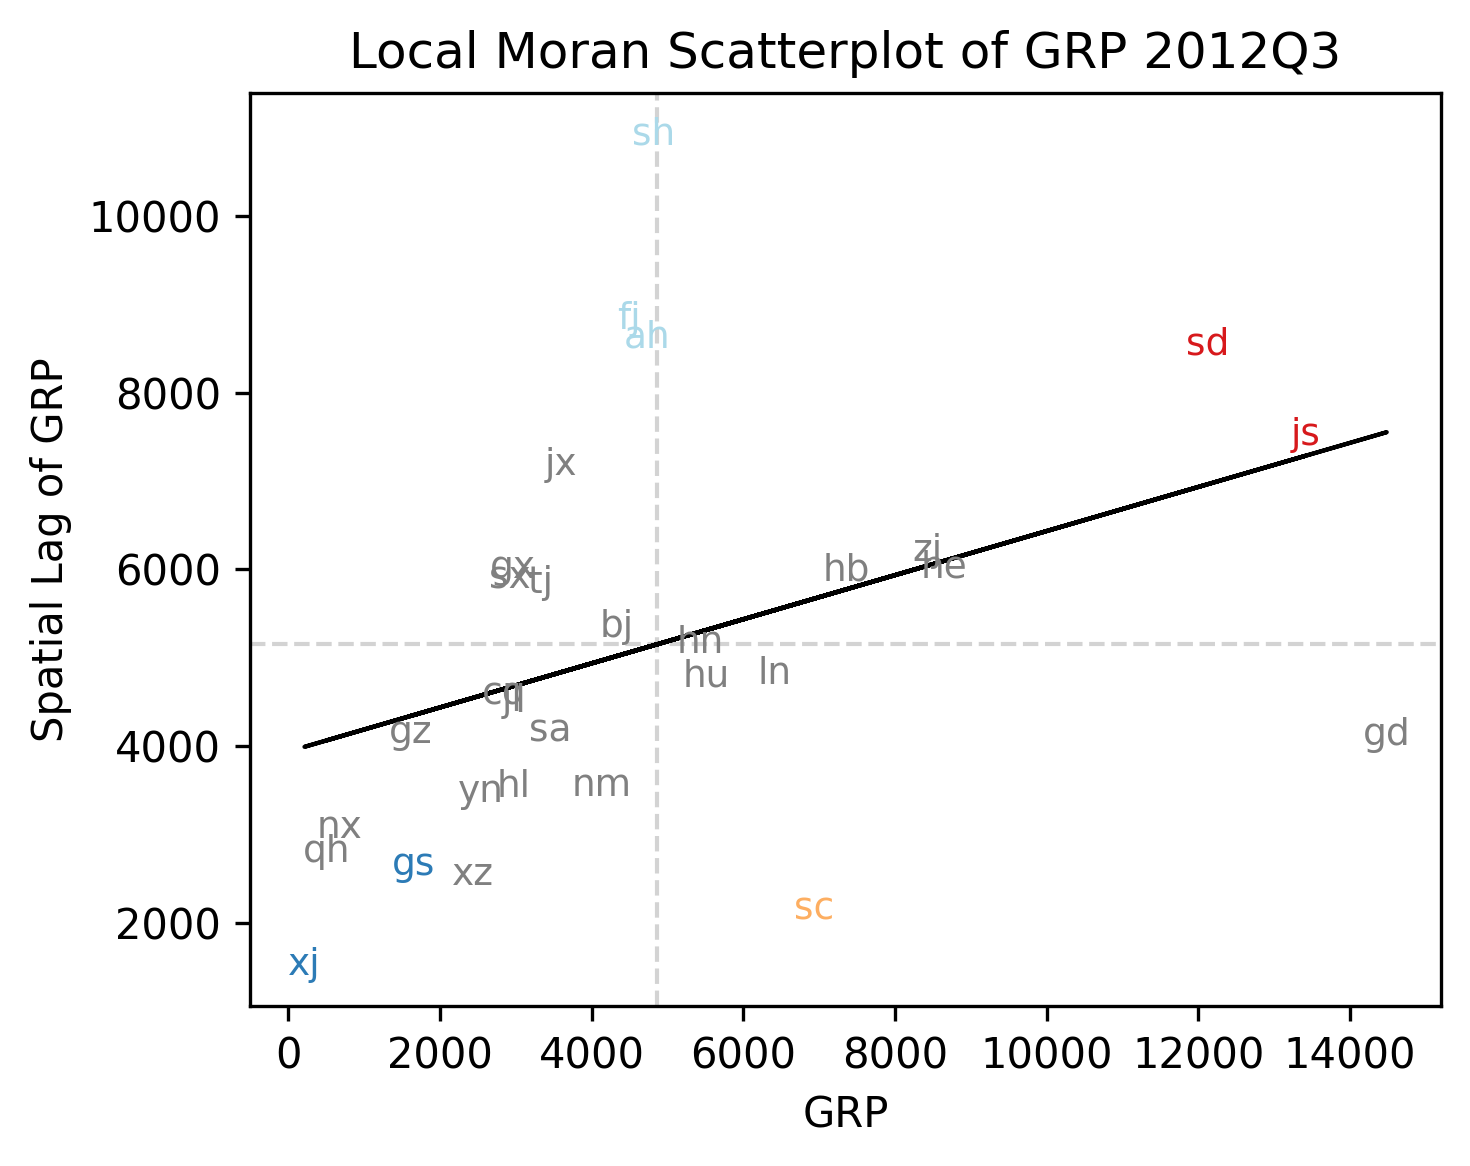 Local Moran Scatterplot of GRP 2012Q3
Spatial Lag of GRP
10000
8000
6000
4000
2000
sh
fj
ah
sd
js
jx
gx
sx
tj
zj
he
hb
bj
hn
hu
ln
cq
jl
gz
sa
gd
yn
hl
nm
nx
qh
gs
xz
sc
xj
0 2000 4000 6000 8000 10000 12000 14000
GRP